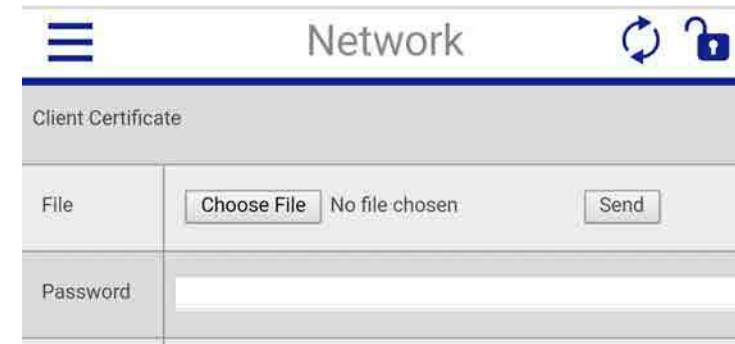 Network
Client Certificate
File Choose File No file chosen Send
Password